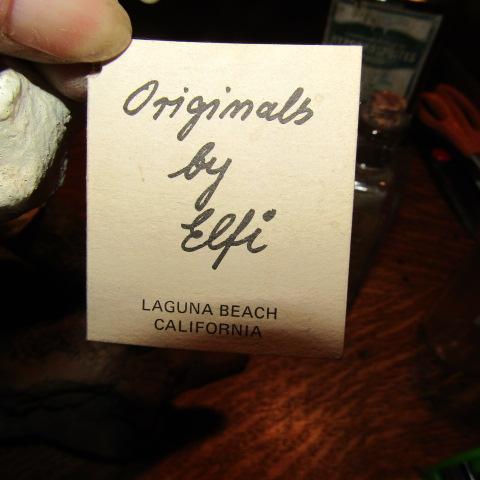 Originals
by
Elfi
LAGUNA BEACH
CALIFORNIA